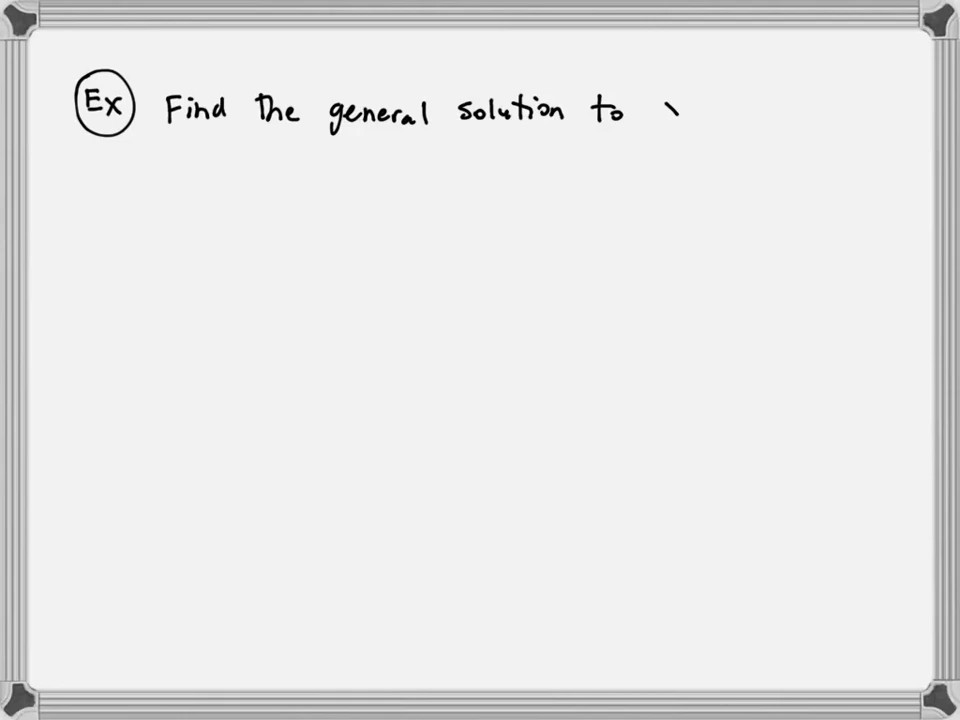 Ex Find the general solution to